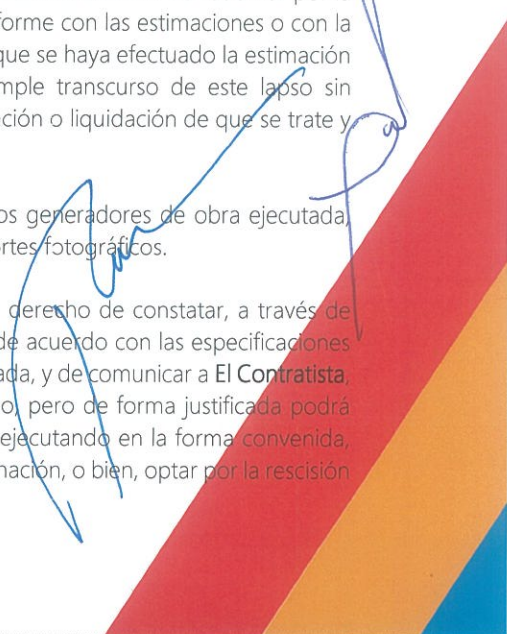 forme con las estimaciones o con la
que se haya efectuado la estimación
mple transcurso de este lapso sin
ción o liquidación de que se trate y
os generadores de obra ejecutada,
rtes fotográficos.
derecho de constatar, a través de
de acuerdo con las especificaciones
ada, y de comunicar a El Contratista,
o, pero de forma justificada podrá
ejecutando en la forma convenida,
nación, o bien, optar por la rescisión